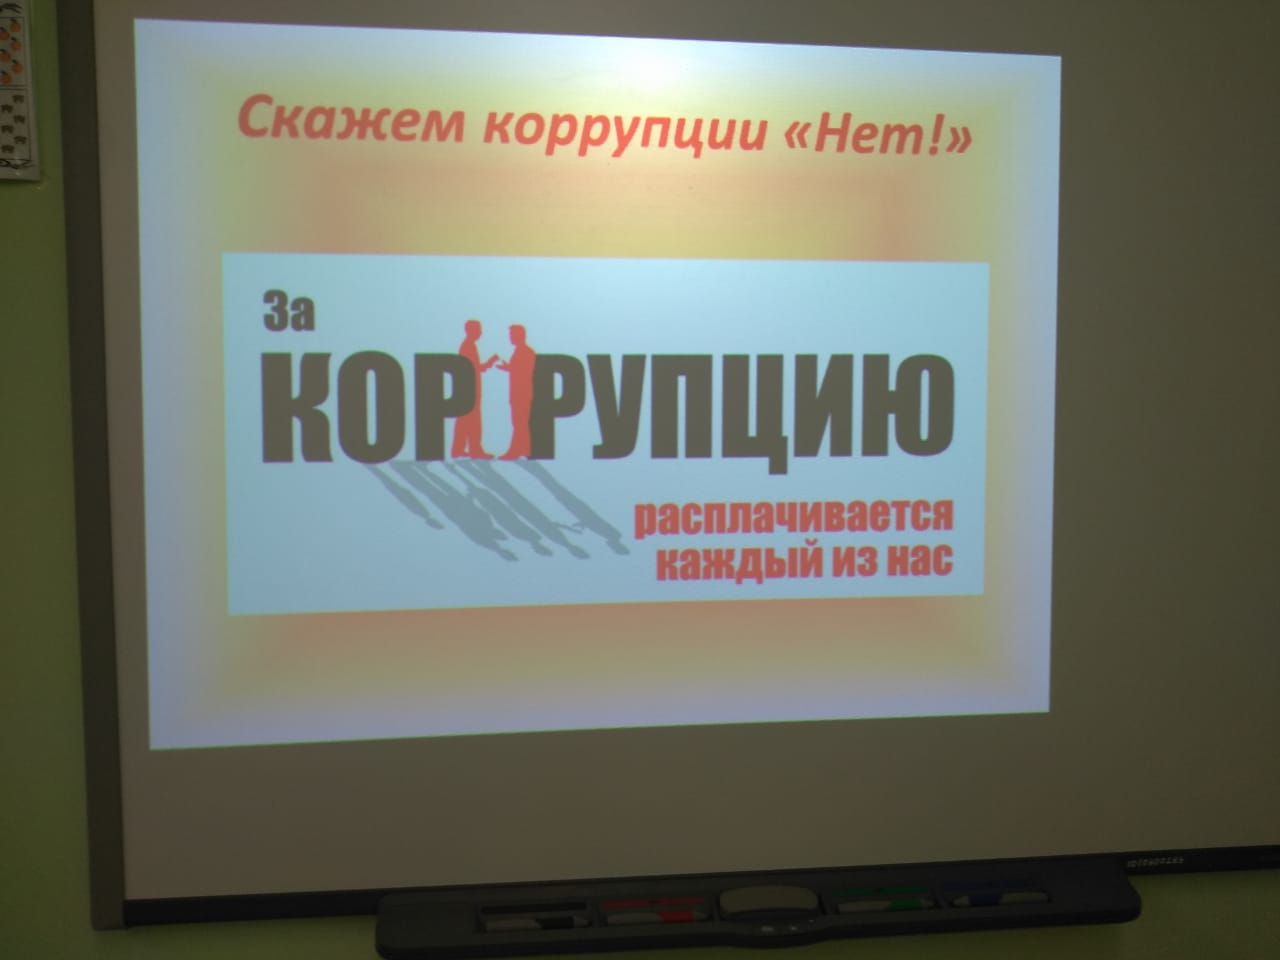 Скажем коррупции «Нет!»
За
КОРРУПЦИЮ
расплачивается
каждый из нас